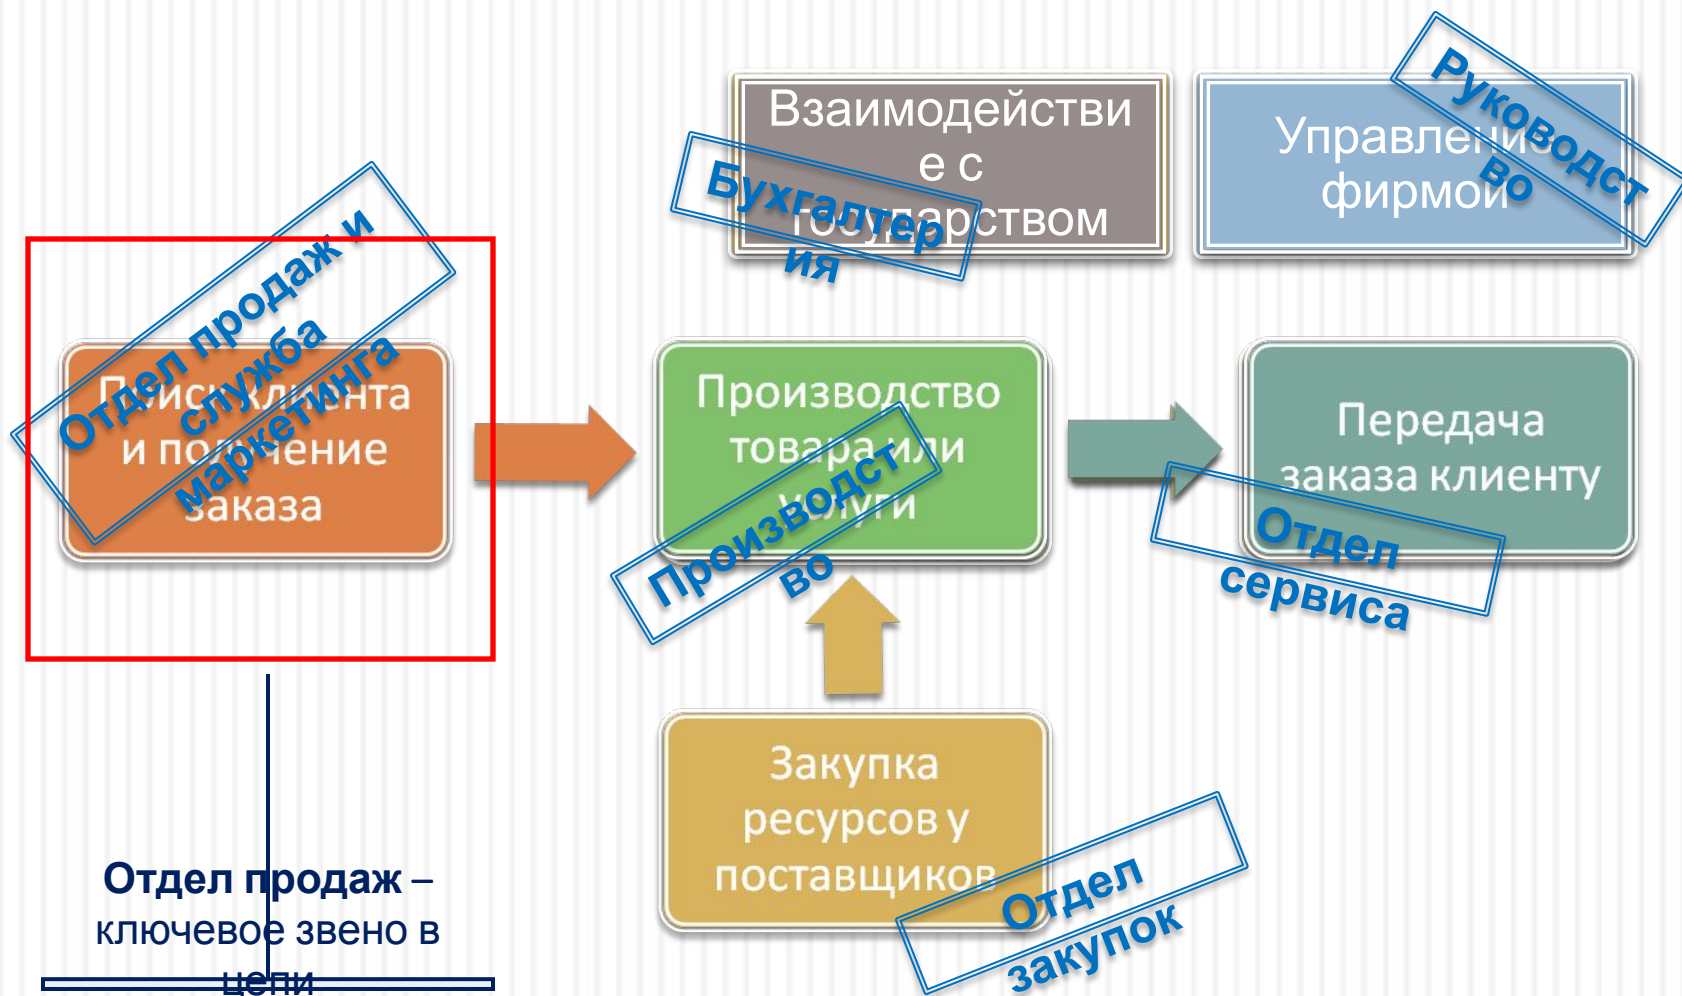 Взаимодействи
е с
государством
Бухгалтер
ия
Управление
фирмой
Руководст
во
Отдел продаж и
служба
маркетинга
Поиск клиента
и получение
заказа
Производство
товара или
услуги
Производст
во
Передача
заказа клиенту
Отдел
сервиса
Закупка
ресурсов у
поставщиков
Отдел
закупок
Отдел продаж –
ключевое звено в
цепи